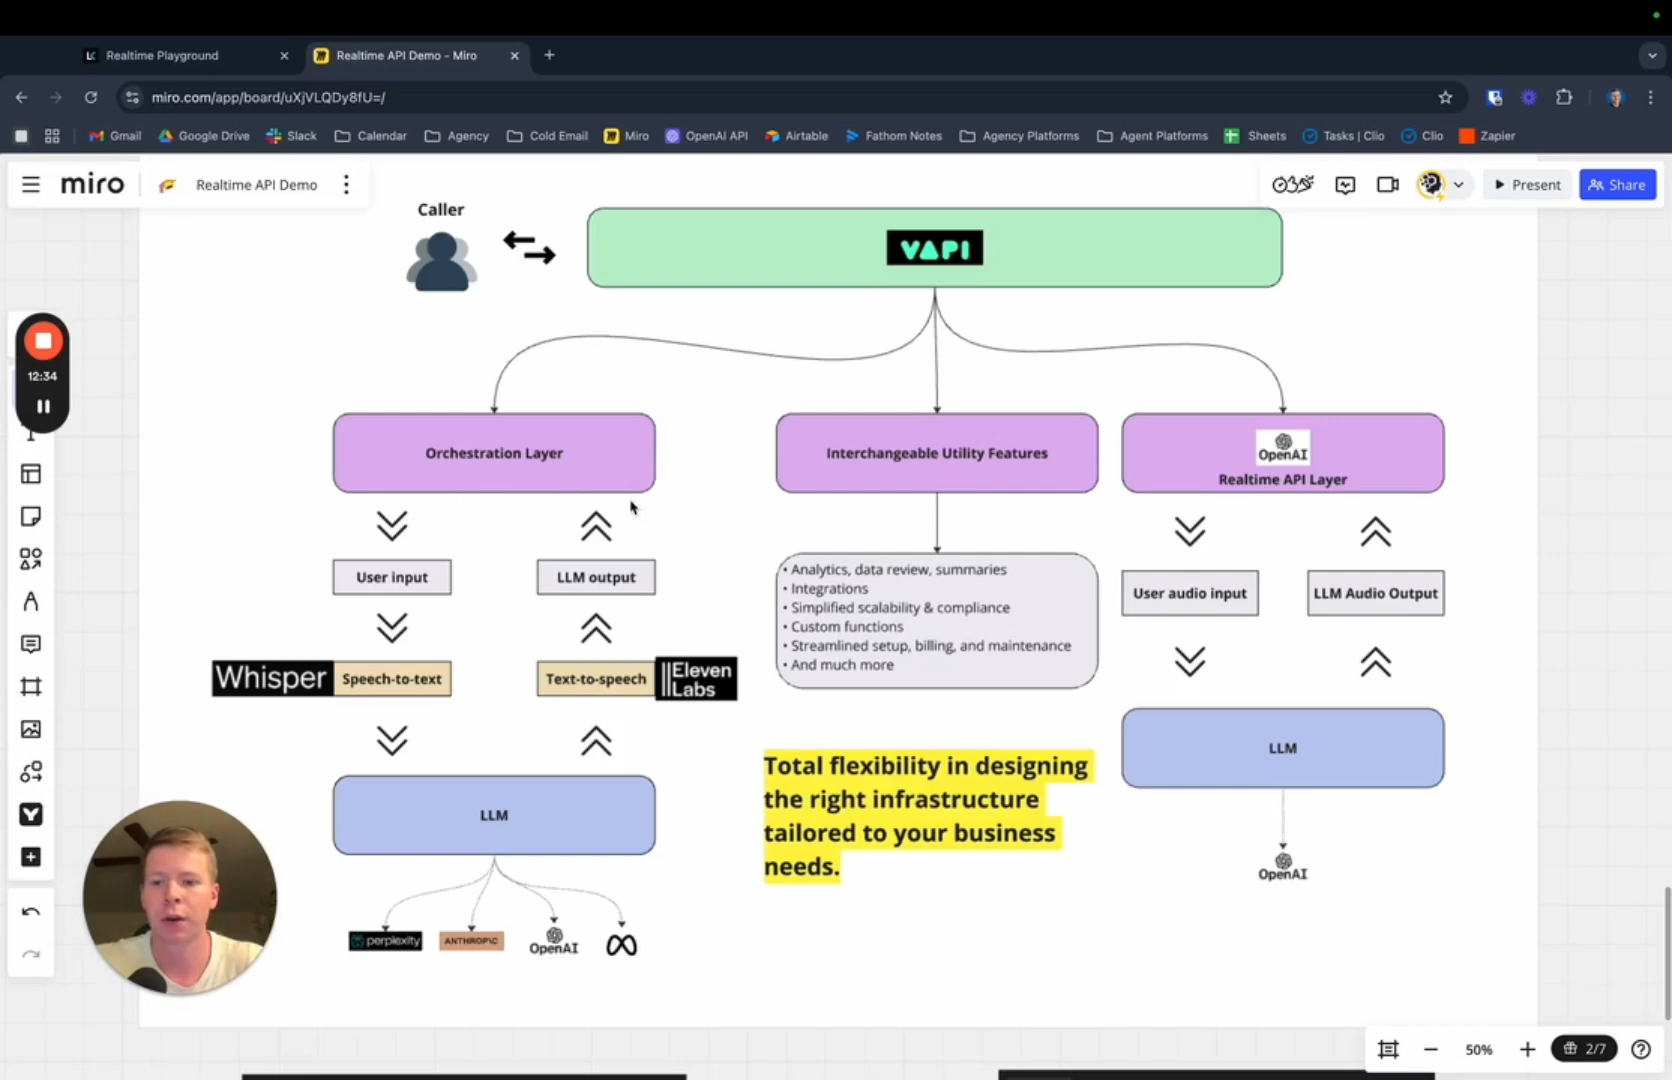 Realtime Playground
Realtime API Demo - Miro
miro.com/app/board/uXjVLQDy8fU=/
Gmail
Google Drive
Slack
Calendar
Agency
Cold Email
Miro
OpenAI API
Airtable
Fathom Notes
Agency Platforms
Agent Platforms
Sheets
Tasks | Clio
Clio
Zapier
miro
Realtime API Demo
Present
Share
Caller
VAPI
12:34
Orchestration Layer
Interchangeable Utility Features
OpenAI
Realtime API Layer
User input
LLM output
• Analytics, data review, summaries
• Integrations
• Simplified scalability & compliance
• Custom functions
• Streamlined setup, billing, and maintenance
• And much more
User audio input
LLM Audio Output
Whisper
Speech-to-text
Text-to-speech
||Eleven
Labs
LLM
LLM
Total flexibility in designing
the right infrastructure
tailored to your business
needs.
OpenAI
perplexity
ANTHROP\C
OpenAI
50%
2/7